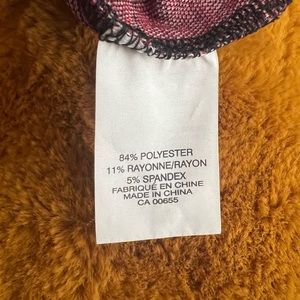 84% POLYESTER
11% RAYONNE/RAYON
5% SPANDEX
FABRIQUÉ EN CHINE
MADE IN CHINA
CA 00655